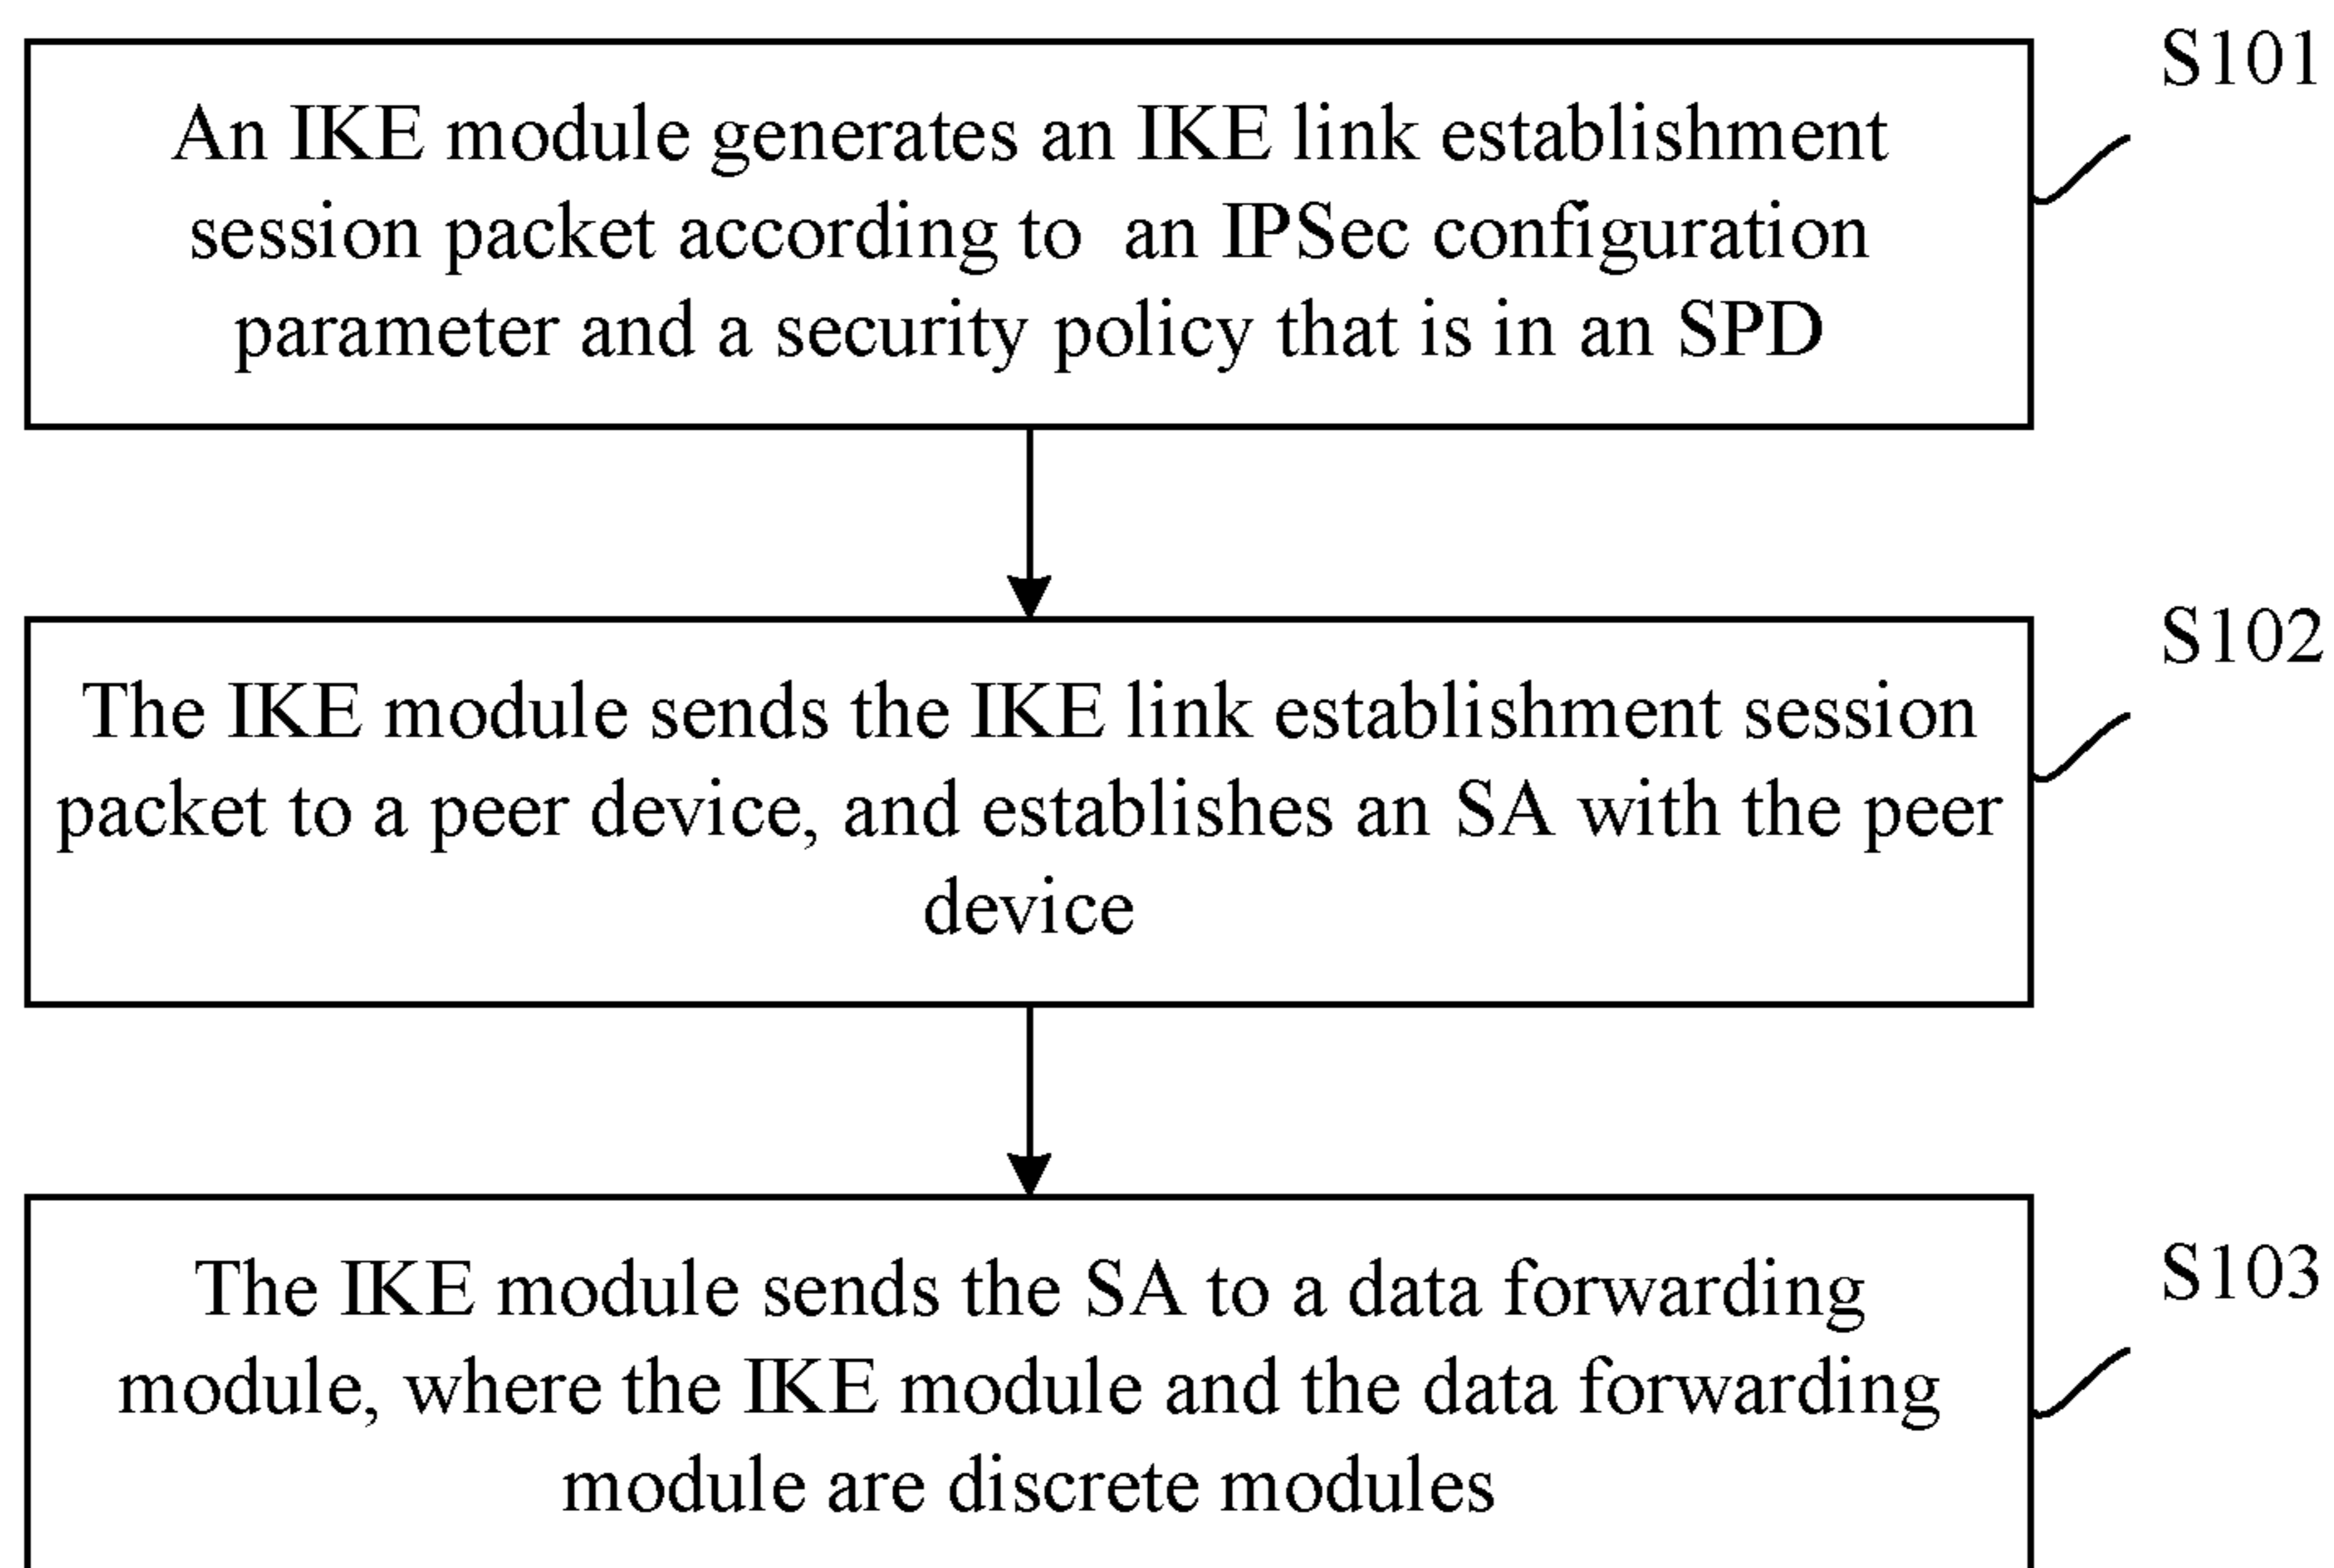 S101
An IKE module generates an IKE link establishment
session packet according to an IPSec configuration
parameter and a security policy that is in an SPD
S102
The IKE module sends the IKE link establishment session
packet to a peer device, and establishes an SA with the peer
device
S103
The IKE module sends the SA to a data forwarding
module, where the IKE module and the data forwarding
module are discrete modules